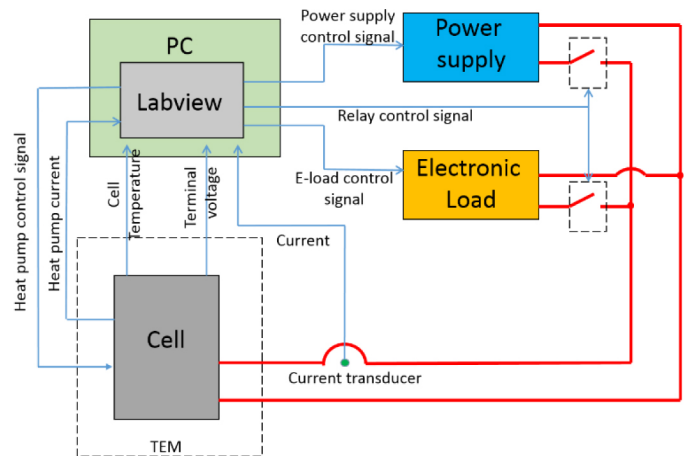 Power supply
control signal
Power
supply
PC
Labview
Relay control signal
Heat pump control signal
Heat pump current
Cell
Temperature
Terminal
voltage
E-load control
signal
Electronic
Load
Current
Cell
Current transducer
TEM